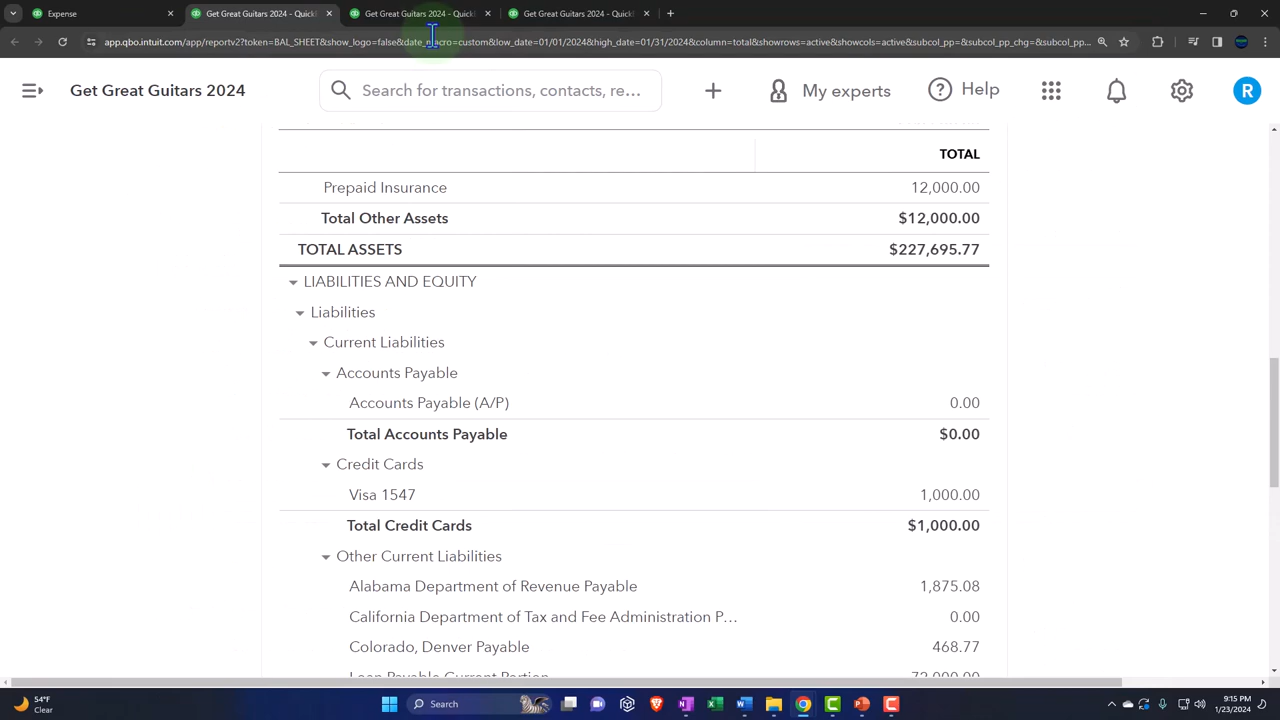 Expense
Get Great Guitars 2024 - Quickl
Get Great Guitars 2024 - Quickl
Get Great Guitars 2024 - Quickl
app.qbo.intuit.com/app/reportv2?token=BAL_SHEET&show_logo=false&date_macro=custom&low_date=01/01/2024&high_date=01/31/2024&column=total&showrows=active&subcol_pp=&subcol_pp_chg=&subcol_pp...
Get Great Guitars 2024
Search for transactions, contacts, re...
My experts
Help
R
TOTAL
Prepaid Insurance 12,000.00
Total Other Assets $12,000.00
TOTAL ASSETS $227,695.77
LIABILITIES AND EQUITY
Liabilities
Current Liabilities
Accounts Payable
Accounts Payable (A/P) 0.00
Total Accounts Payable $0.00
Credit Cards
Visa 1547 1,000.00
Total Credit Cards $1,000.00
Other Current Liabilities
Alabama Department of Revenue Payable 1,875.08
California Department of Tax and Fee Administration P... 0.00
Colorado, Denver Payable 468.77
Loan Payable Current Portion 72,000.00
54°F
Clear
Search
9:15 PM
1/23/2024